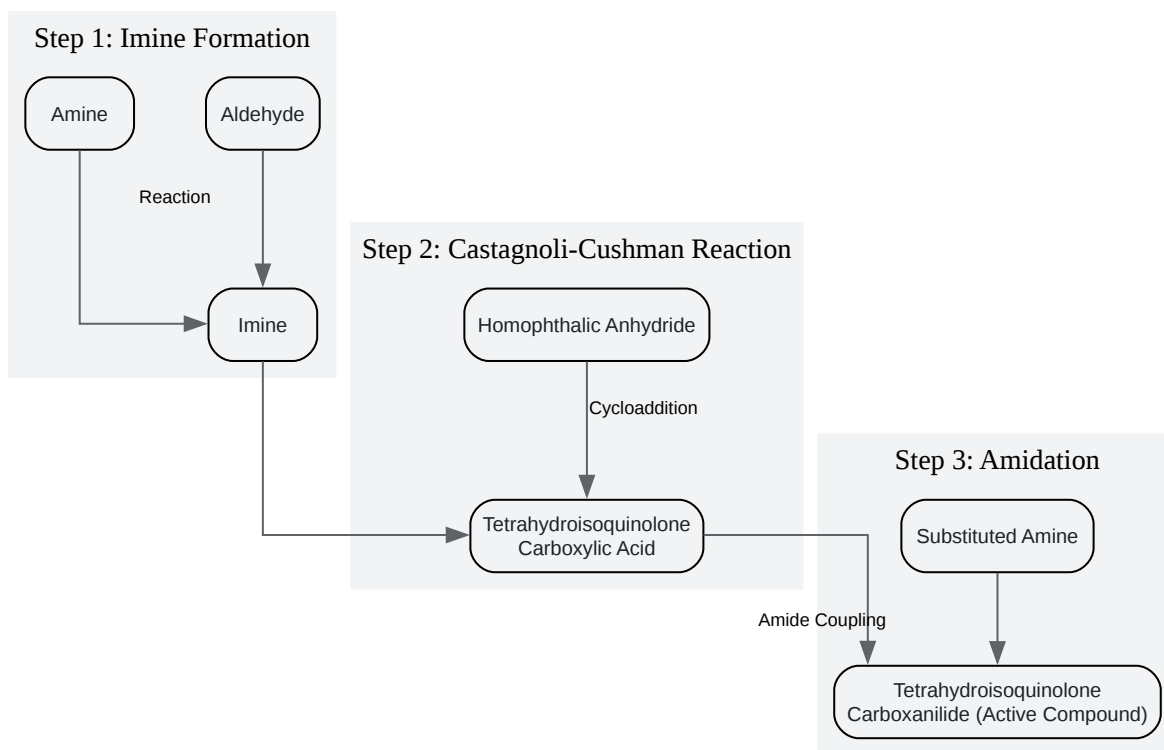 Step 1: Imine Formation
Amine
Aldehyde
Reaction
Imine
Step 2: Castagnoli-Cushman Reaction
Homophthalic Anhydride
Cycloaddition
Tetrahydroisoquinolone
Carboxylic Acid
Step 3: Amidation
Substituted Amine
Amide Coupling
Tetrahydroisoquinolone
Carboxanilide (Active Compound)